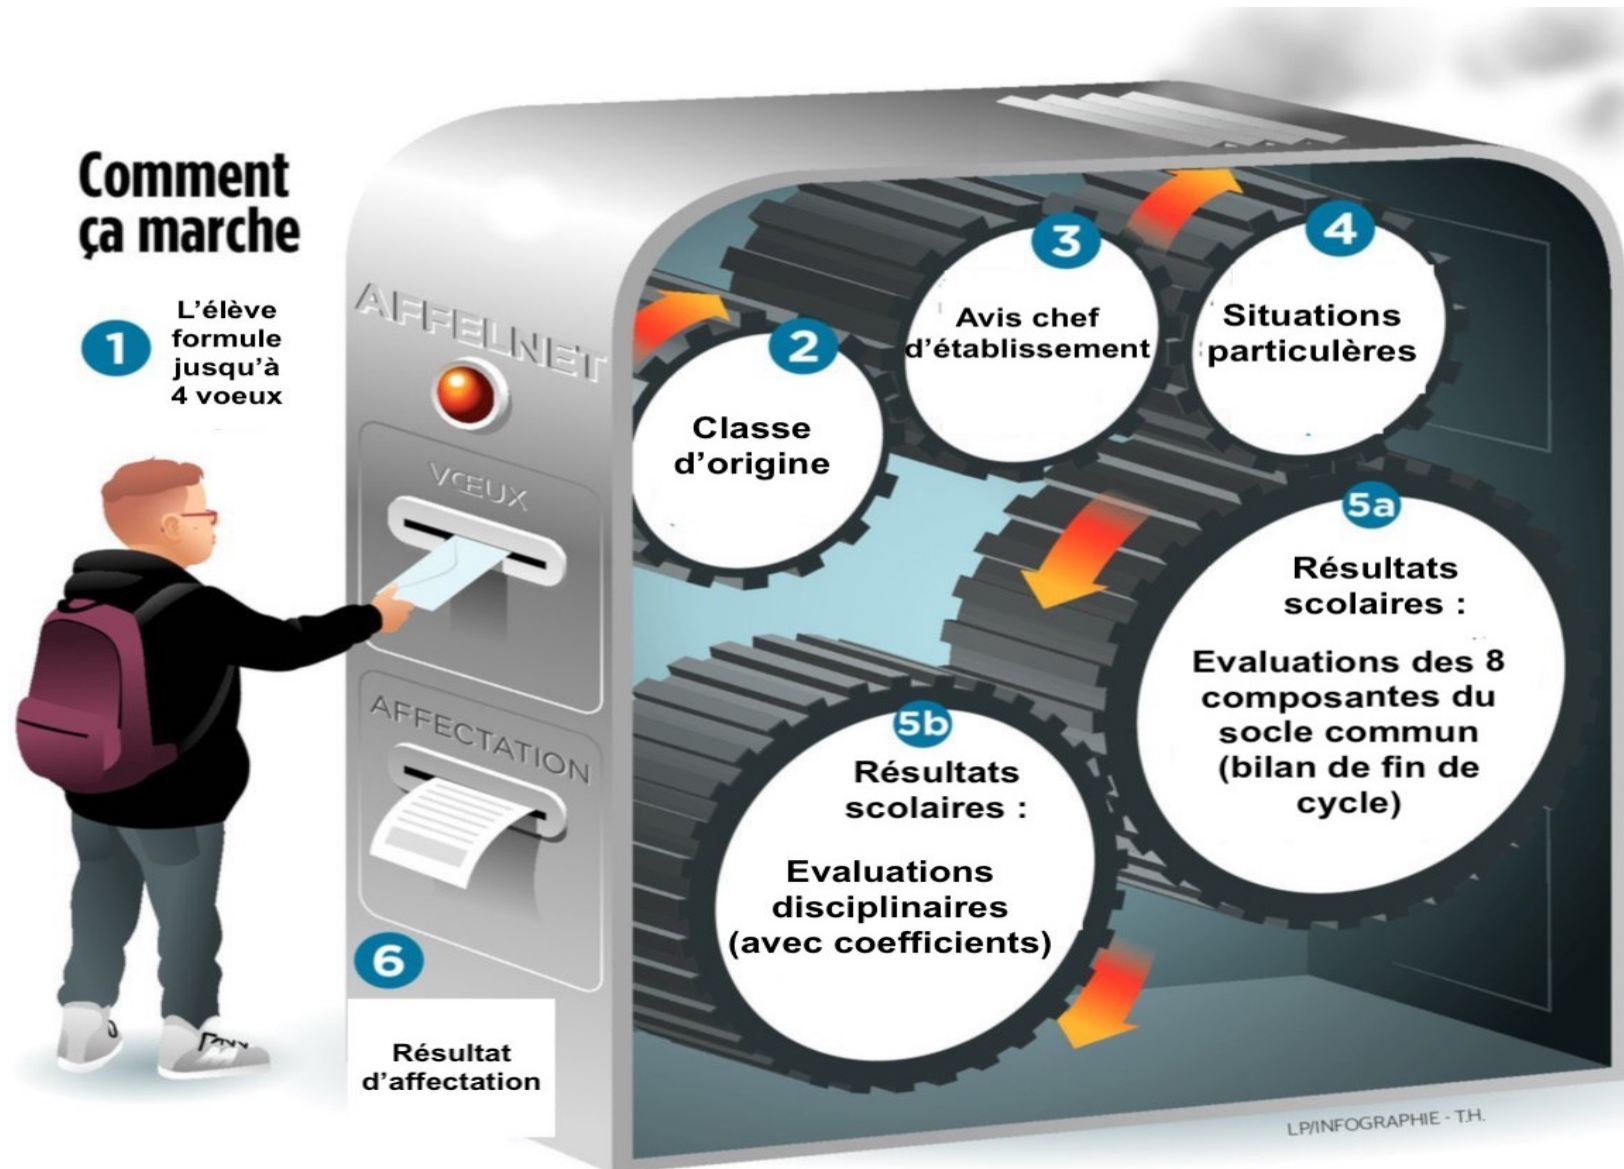 Comment
ça marche
1
L'élève
formule
jusqu'à
4 voeux
AFFELNET
VŒUX
AFFECTATION
2
Classe
d'origine
3
Avis chef
d'établissement
4
Situations
particulères
5a
Résultats
scolaires :
Evaluations des 8
composantes du
socle commun
(bilan de fin de
cycle)
5b
Résultats
scolaires :
Evaluations
disciplinaires
(avec coefficients)
6
Résultat
d'affectation
LP/INFOGRAPHIE - T.H.